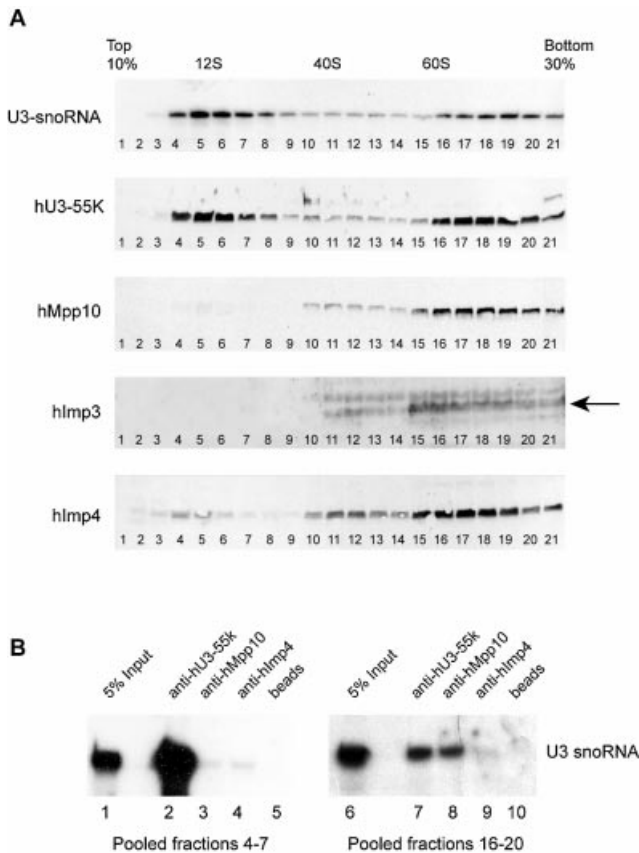 A
Top 10% 12S 40S 60S Bottom 30%
U3-snoRNA
1 2 3 4 5 6 7 8 9 10 11 12 13 14 15 16 17 18 19 20 21
hU3-55K
1 2 3 4 5 6 7 8 9 10 11 12 13 14 15 16 17 18 19 20 21
hMpp10
1 2 3 4 5 6 7 8 9 10 11 12 13 14 15 16 17 18 19 20 21
hImp3
1 2 3 4 5 6 7 8 9 10 11 12 13 14 15 16 17 18 19 20 21
hImp4
1 2 3 4 5 6 7 8 9 10 11 12 13 14 15 16 17 18 19 20 21
B
5% Input anti-hU3-55k anti-hMpp10 anti-hImp4 beads
5% Input anti-hU3-55k anti-hMpp10 anti-hImp4 beads
U3 snoRNA
1 2 3 4 5
6 7 8 9 10
Pooled fractions 4-7
Pooled fractions 16-20